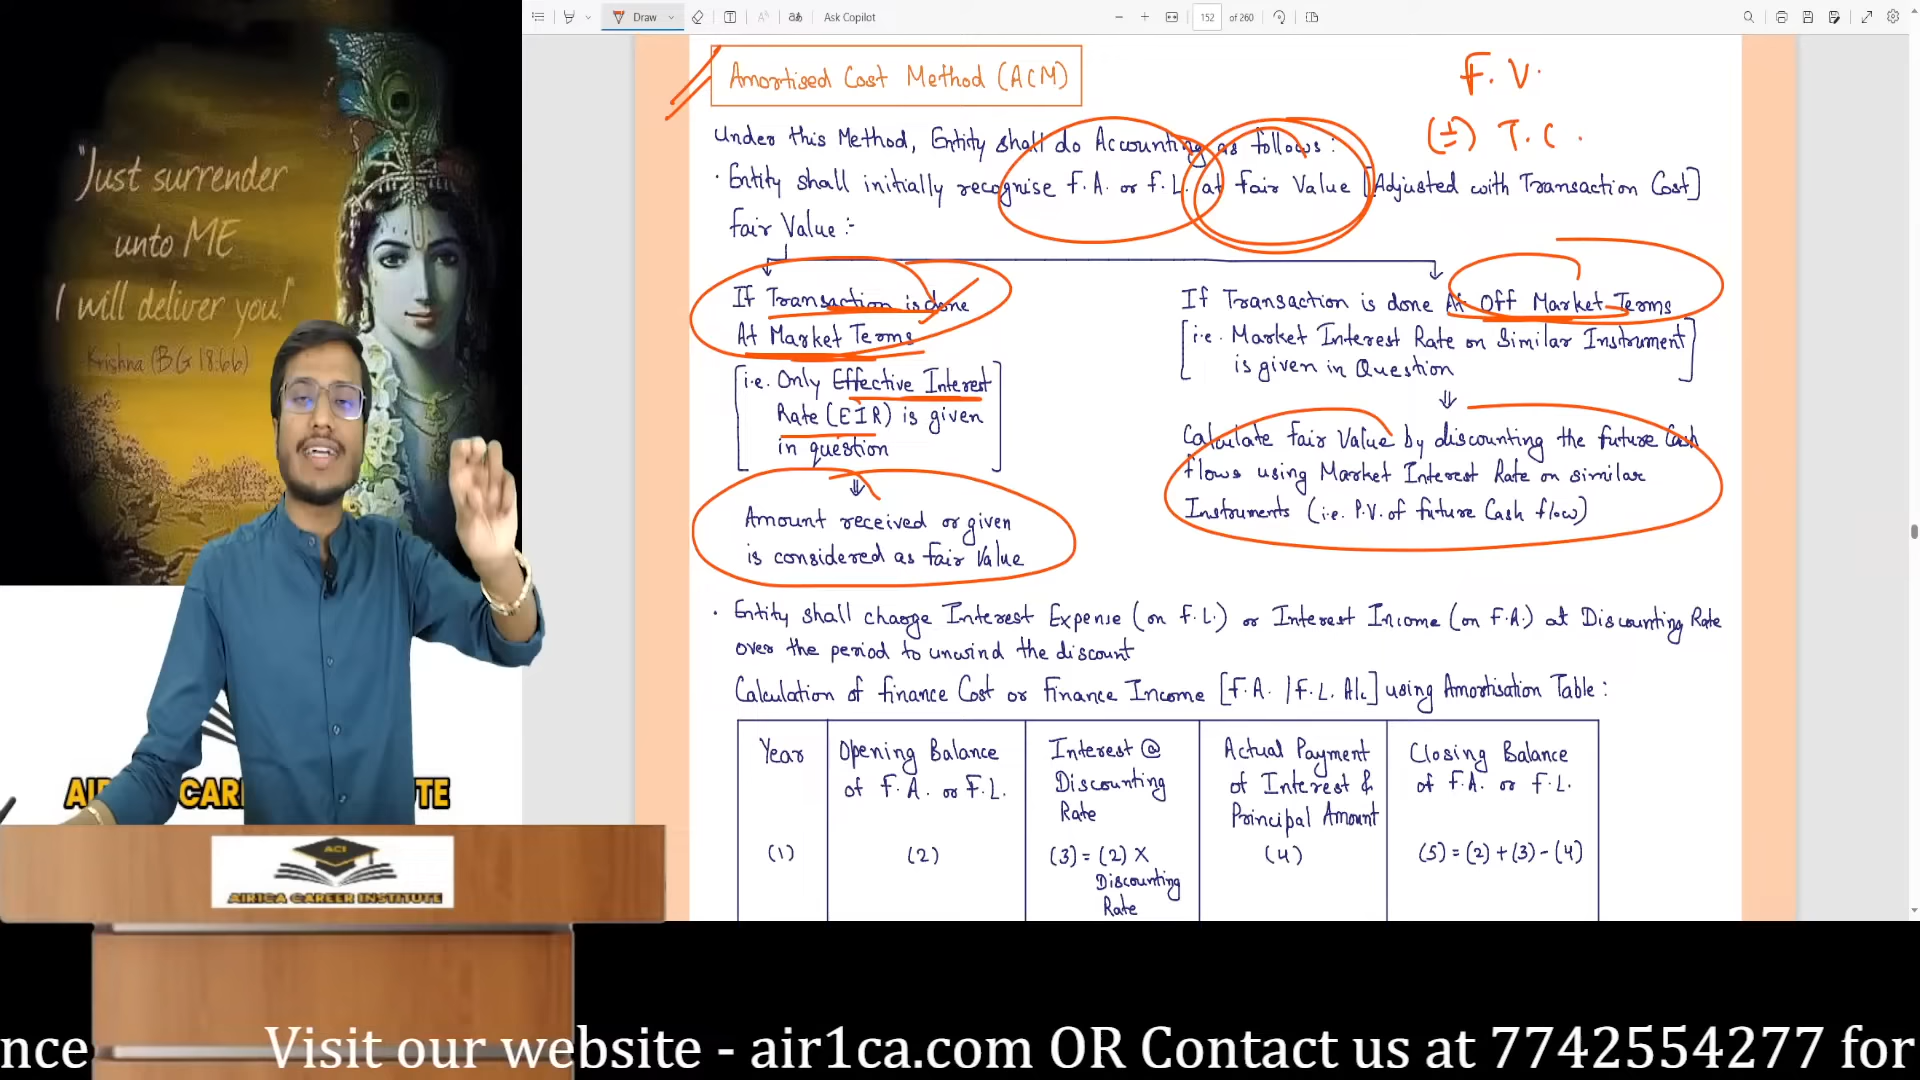 Draw
Ask Copilot
152
of 260
Amortised Cost Method (ACM)
F.V.
(±) T.C.
Under this Method, Entity shall do Accounting as follows:
· Entity shall initially recognise F.A. or F.L. at Fair Value [Adjusted with Transaction Cost]
Fair Value :-
If Transaction is done
At Market Terms
[i.e. Only Effective Interest
Rate (EIR) is given
in question]
Amount received or given
is considered as Fair Value
If Transaction is done At Off Market Terms
[i.e. Market Interest Rate on Similar Instrument
is given in Question]
Calculate Fair Value by discounting the future Cash
flows using Market Interest Rate on similar
Instruments (i.e. P.V. of future Cash flow)
· Entity shall charge Interest Expense (on F.L.) or Interest Income (on F.A.) at Discounting Rate
over the period to unwind the discount
Calculation of Finance Cost or Finance Income [F.A. / F.L. A/c] using Amortisation Table :
Year
Opening Balance
of F.A. or F.L.
Interest @
Discounting
Rate
Actual Payment
of Interest &
Principal Amount
Closing Balance
of F.A. or F.L.
(1)
(2)
(3) = (2) X
Discounting
Rate
(4)
(5) = (2) + (3) - (4)
"Just surrender
unto ME
I will deliver you!"
Krishna (BG 18:66)
ACI
AIR1CA CAREER INSTITUTE
nce
Visit our website - air1ca.com OR Contact us at 7742554277 for